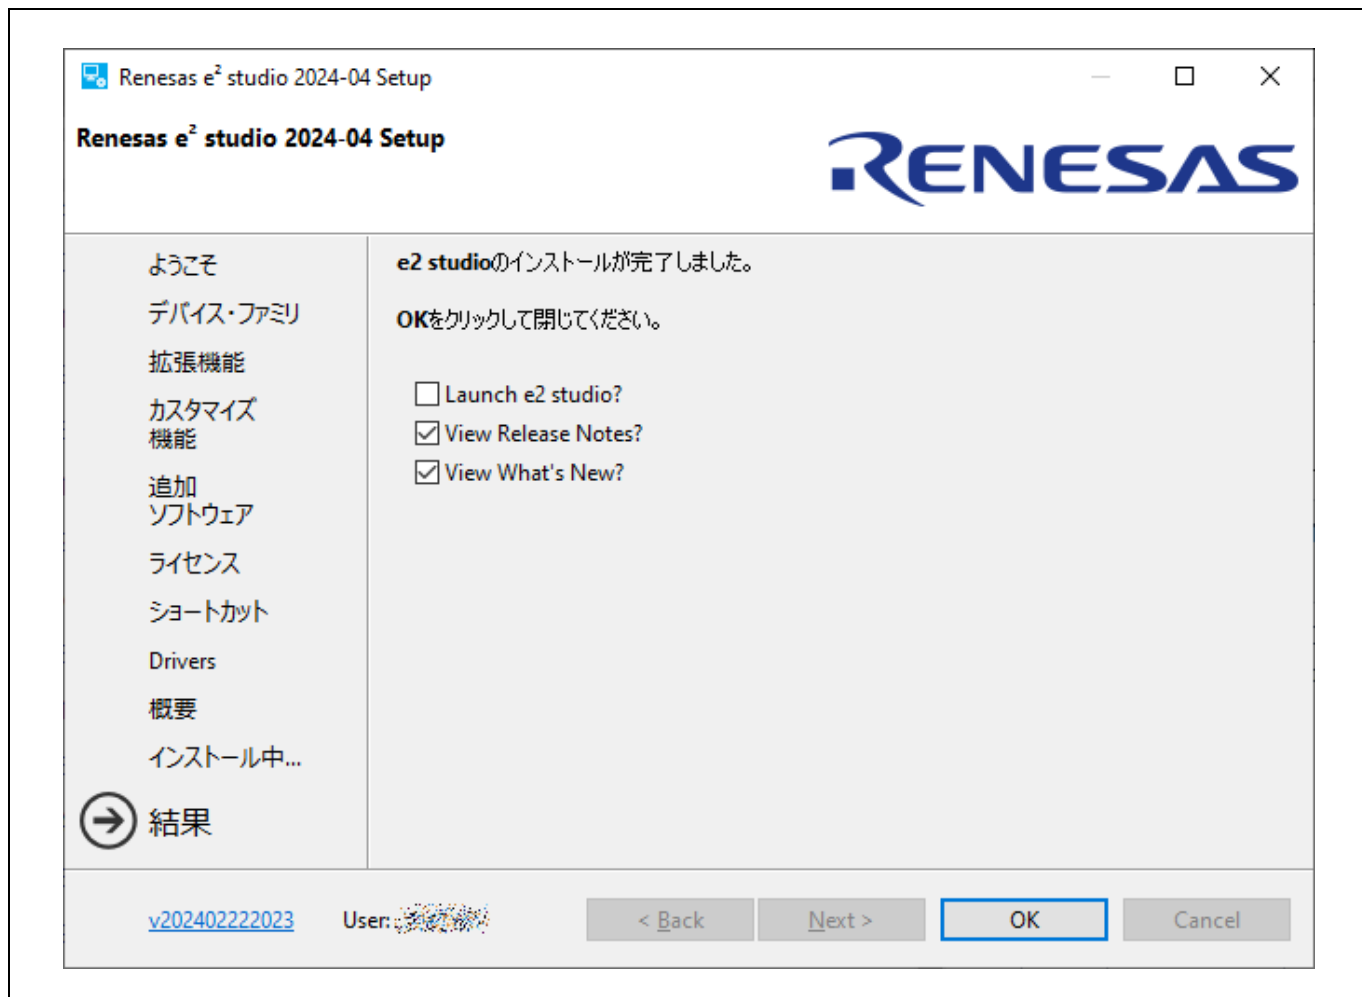 Renesas e² studio 2024-04 Setup
Renesas e² studio 2024-04 Setup
RENESAS
ようこそ
デバイス・ファミリ
拡張機能
カスタマイズ
機能
追加
ソフトウェア
ライセンス
ショートカット
Drivers
概要
インストール中...
結果
e2 studioのインストールが完了しました。
OKをクリックして閉じてください。
Launch e2 studio?
View Release Notes?
View What's New?
v202402222023
User:
< Back
Next >
OK
Cancel